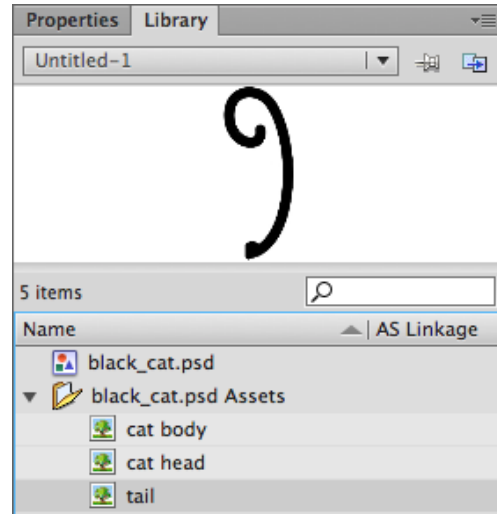 Properties Library
Untitled-1
5 items
Name AS Linkage
black_cat.psd
black_cat.psd Assets
cat body
cat head
tail